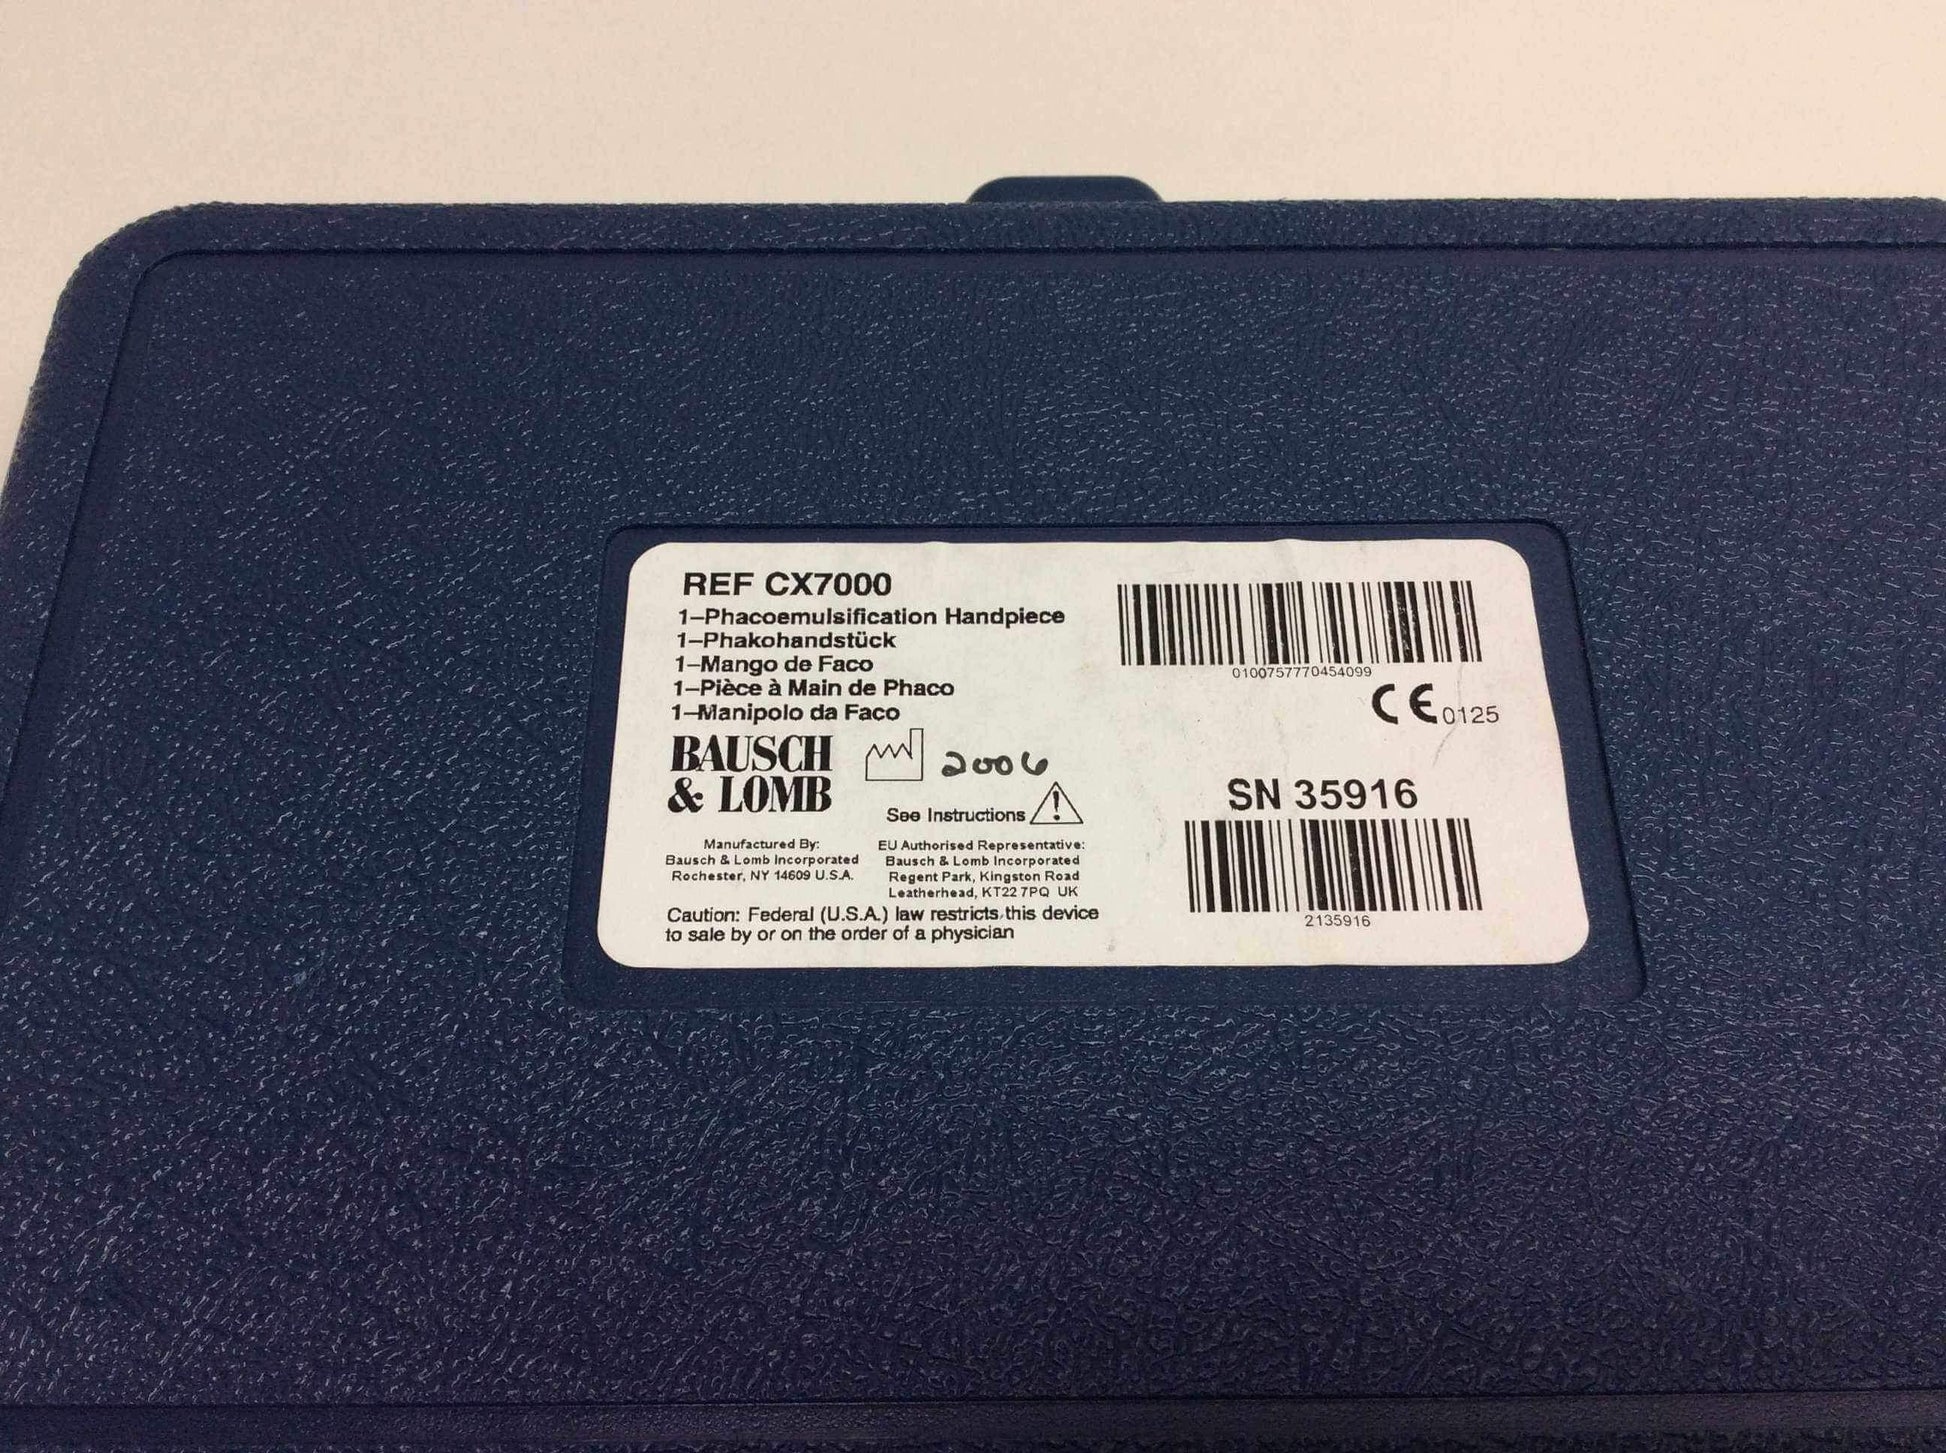 REF CX7000
1–Phacoemulsification Handpiece
1–Phakohandstück
1–Mango de Faco
1–Pièce à Main de Phaco
1–Manipolo da Faco
0100757770454099
CE 0125
BAUSCH
& LOMB
2006
See Instructions
SN 35916
2135916
Manufactured By:
Bausch & Lomb Incorporated
Rochester, NY 14609 U.S.A.
EU Authorised Representative:
Bausch & Lomb Incorporated
Regent Park, Kingston Road
Leatherhead, KT22 7PQ UK
Caution: Federal (U.S.A.) law restricts this device
to sale by or on the order of a physician